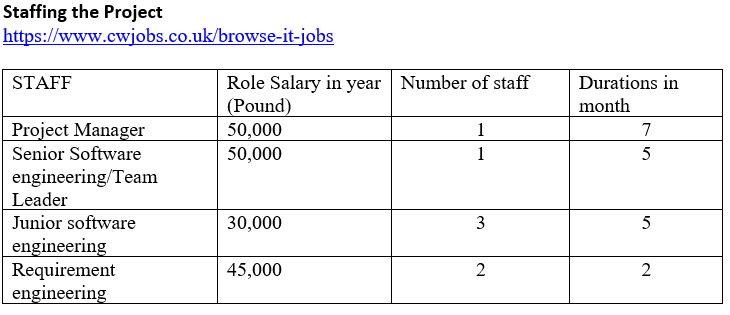 Staffing the Project
https://www.cwjobs.co.uk/browse-it-jobs
STAFF Role Salary in year Number of staff Durations in
(Pound) month
Project Manager 50,000 1 7
Senior Software 50,000 1 5
engineering/Team
Leader
Junior software 30,000 3 5
engineering
Requirement 45,000 2 2
engineering